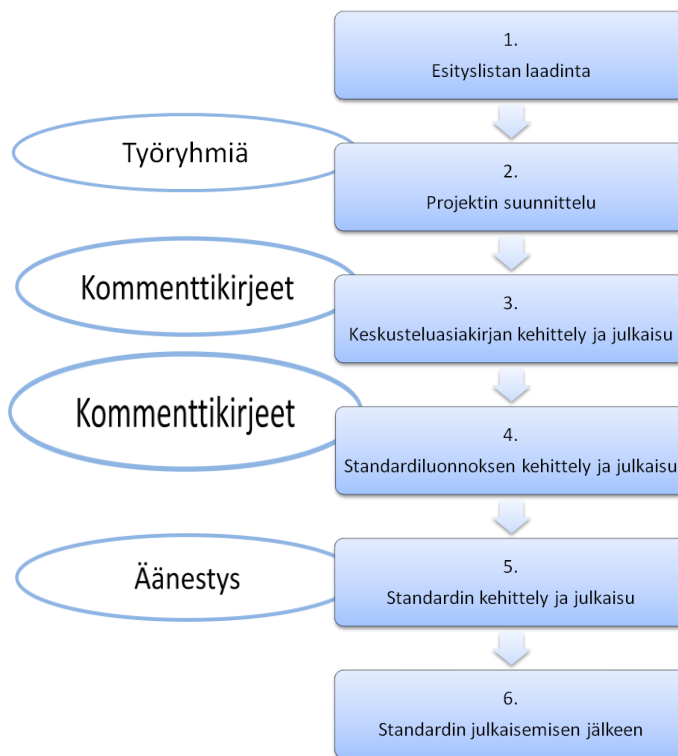 1.
Esityslistan laadinta
Työryhmiä
2.
Projektin suunnittelu
Kommenttikirjeet
3.
Keskusteluasiakirjan kehittely ja julkaisu
Kommenttikirjeet
4.
Standardiluonnoksen kehittely ja julkaisu
Äänestys
5.
Standardin kehittely ja julkaisu
6.
Standardin julkaisemisen jälkeen